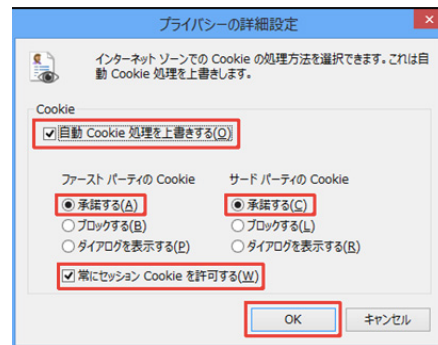 プライバシーの詳細設定
インターネット ゾーンでの Cookie の処理方法を選択できます。これは自
動 Cookie 処理を上書きします。
Cookie
自動 Cookie 処理を上書きする(O)
ファースト パーティの Cookie サード パーティの Cookie
承諾する(A) 承諾する(C)
ブロックする(B) ブロックする(L)
ダイアログを表示する(P) ダイアログを表示する(R)
常にセッション Cookie を許可する(W)
OK キャンセル